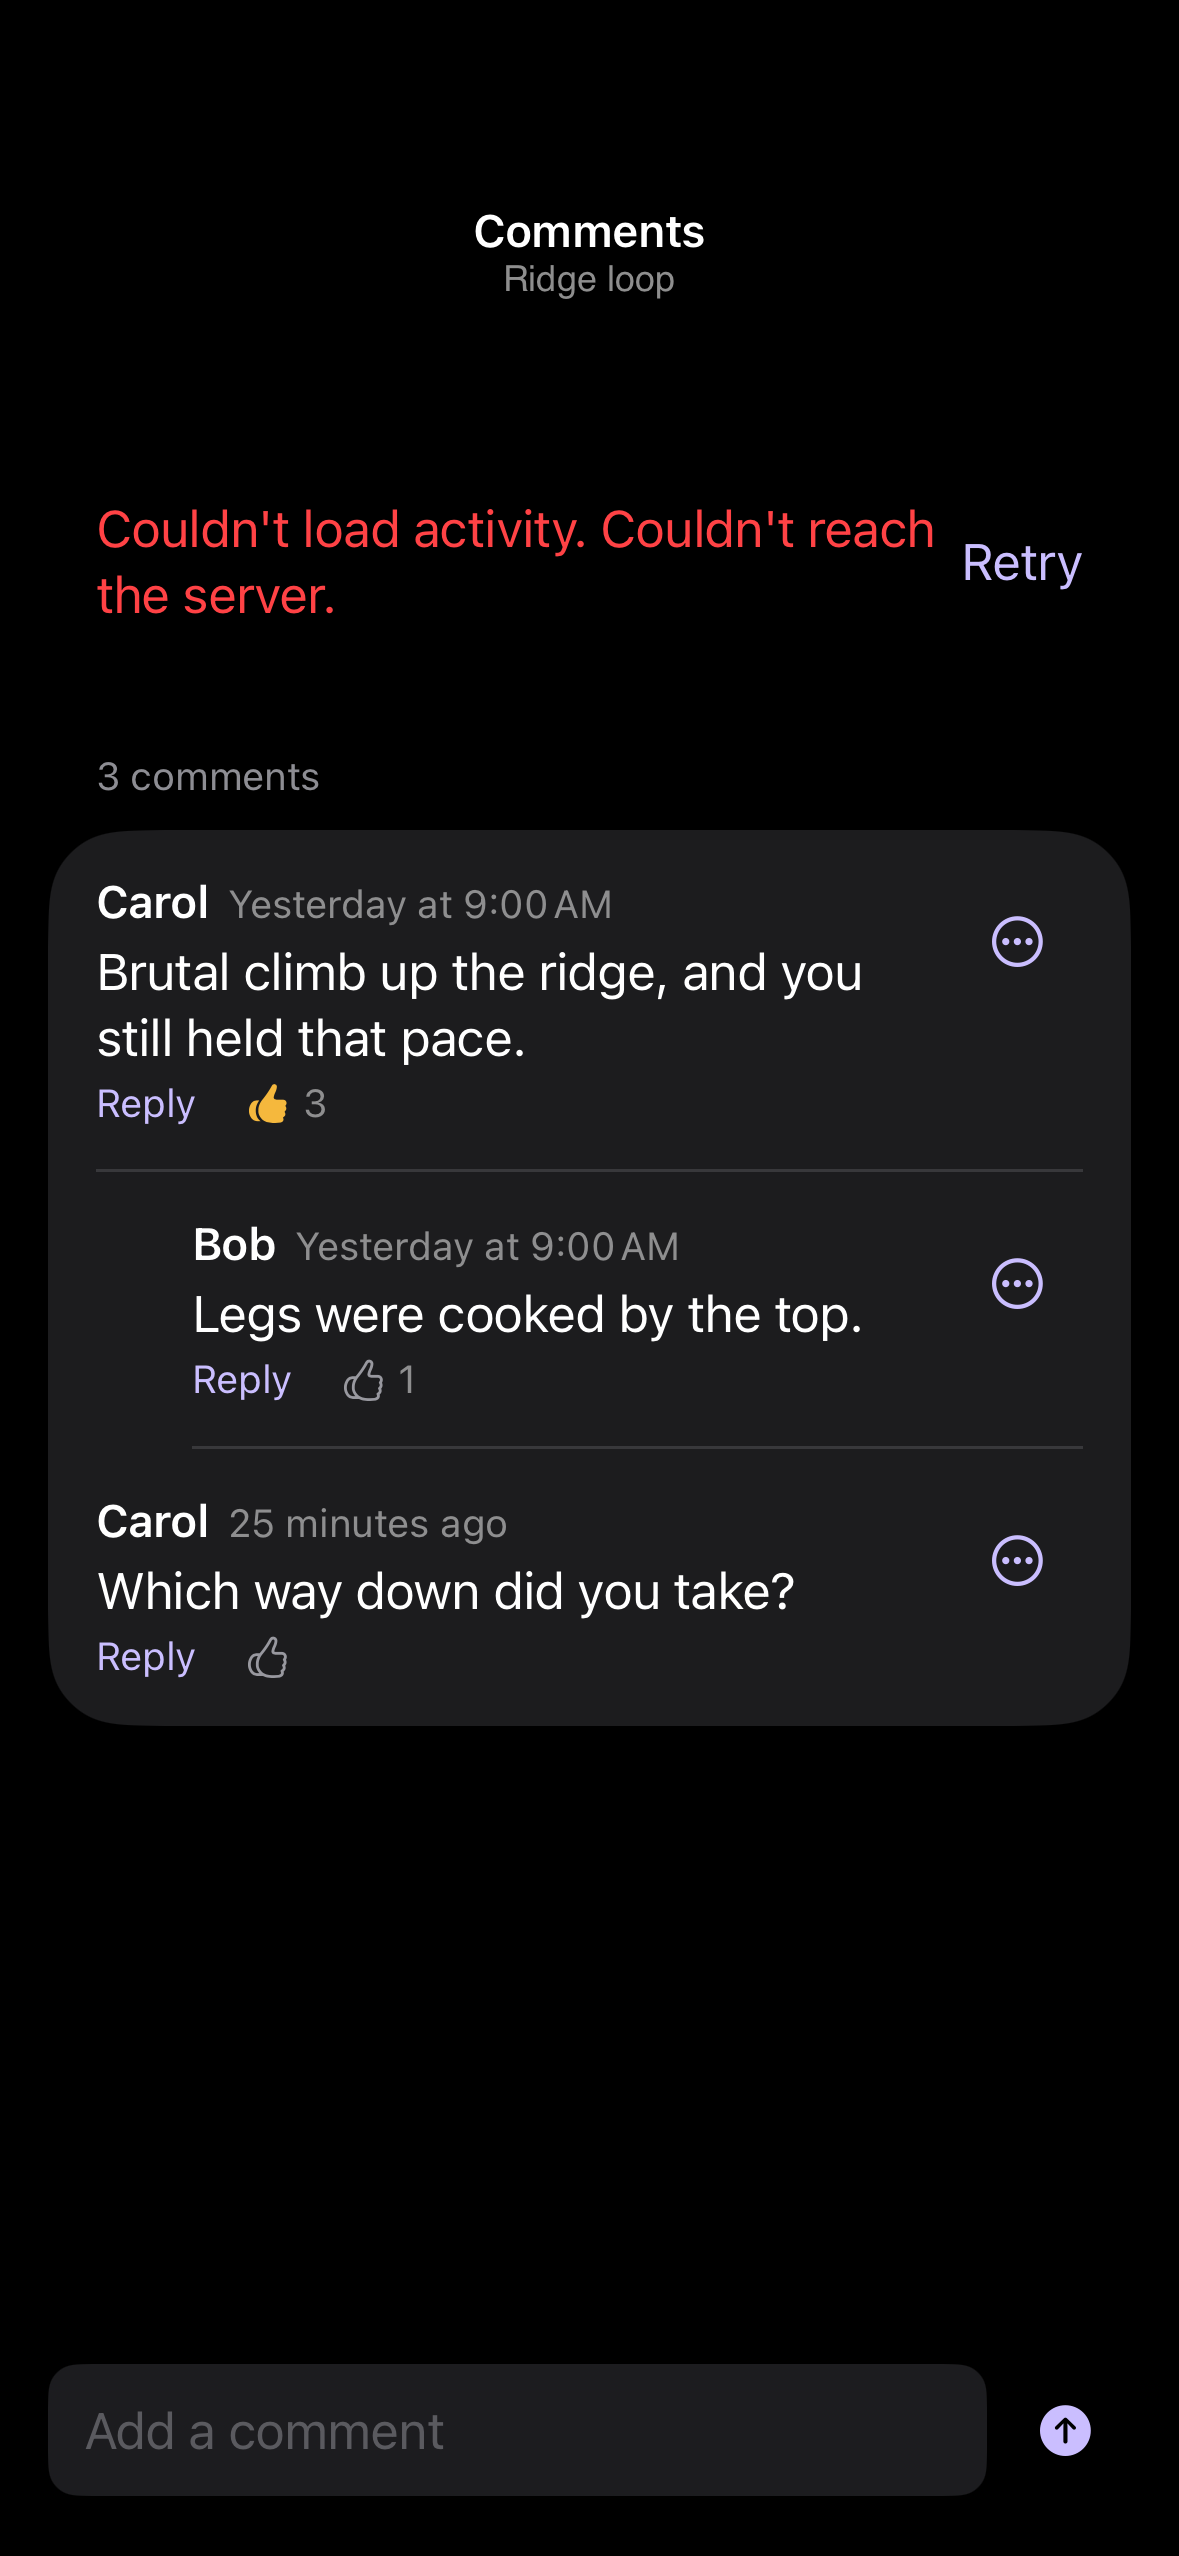 Comments
Ridge loop
Couldn't load activity. Couldn't reach
the server.
Retry
3 comments
Carol Yesterday at 9:00 AM
Brutal climb up the ridge, and you
still held that pace.
Reply 3
Bob Yesterday at 9:00 AM
Legs were cooked by the top.
Reply 1
Carol 25 minutes ago
Which way down did you take?
Reply
Add a comment